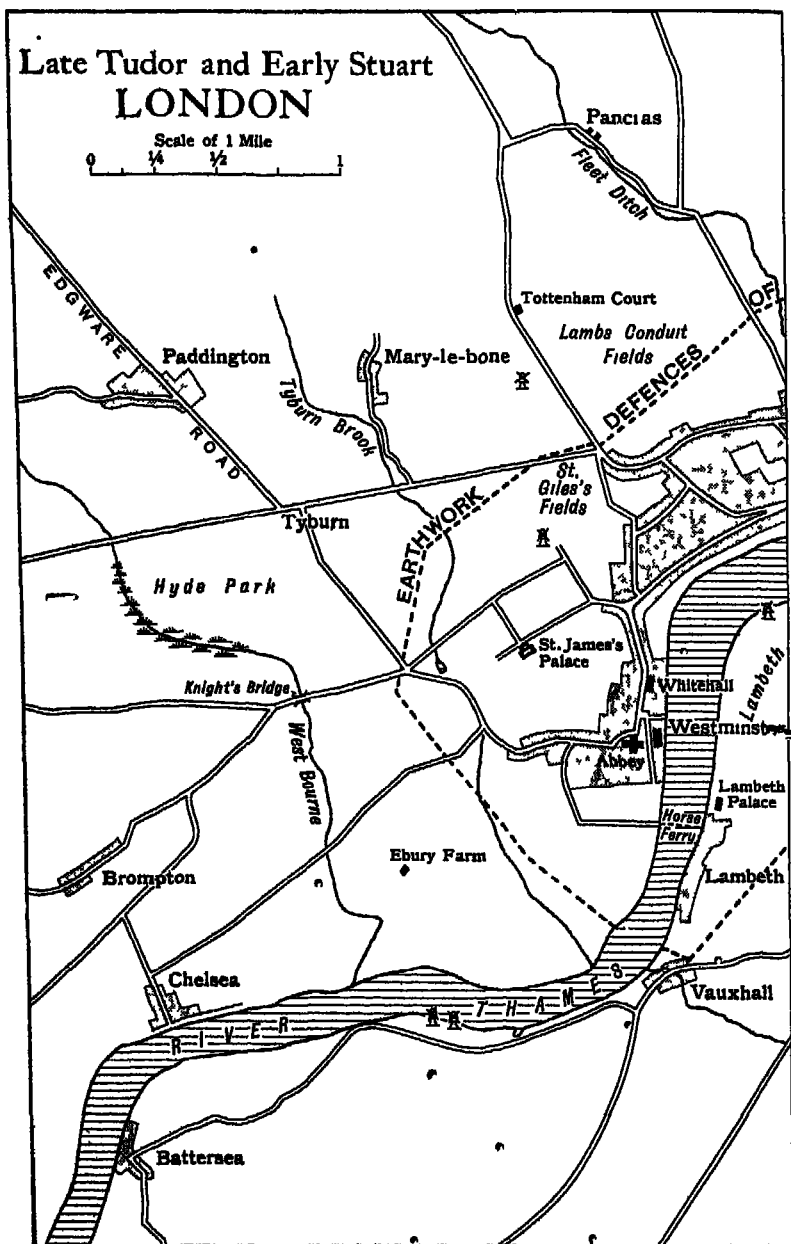 Late Tudor and Early Stuart
LONDON
Scale of 1 Mile
0 ¼ ½ 1
Pancias
Fleet Ditch
EDGWARE ROAD
Tottenham Court
OF
Lambs Conduit
Fields
Paddington
Mary-le-bone
DEFENCES
Tyburn Brook
St.
Giles's
Fields
EARTHWORK
Tyburn
Hyde Park
St. James's
Palace
Lambeth
Knight's Bridge
Whitehall
West Bourne
Westminster
Abbey
Lambeth
Palace
Horse
Ferry
Ebury Farm
Lambeth
Brompton
Chelsea
Vauxhall
RIVER THAMES
Battersea